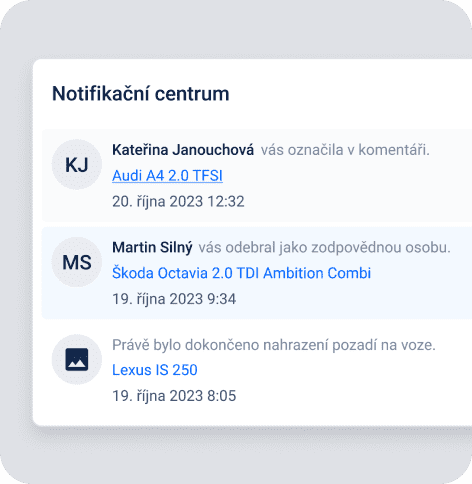 Notifikační centrum
KJ
Kateřina Janouchová vás označila v komentáři.
Audi A4 2.0 TFSI
20. října 2023 12:32
MS
Martin Silný vás odebral jako zodpovědnou osobu.
Škoda Octavia 2.0 TDI Ambition Combi
19. října 2023 9:34
Právě bylo dokončeno nahrazení pozadí na voze.
Lexus IS 250
19. října 2023 8:05